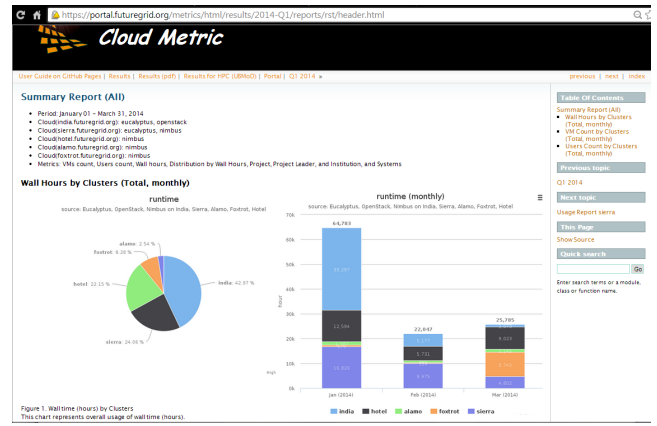 https://portal.futuregrid.org/metrics/html/results/2014-Q1/reports/rst/header.html
Cloud Metric
User Guide on GitHub Pages | Results | Results (pdf) | Results for HPC (UBMoD) | Portal | Q1 2014 »
previous | next | index
Summary Report (All)
• Period: January 01 – March 31, 2014
• Cloud(india.futuregrid.org): eucalyptus, openstack
• Cloud(sierra.futuregrid.org): eucalyptus, nimbus
• Cloud(hotel.futuregrid.org): nimbus
• Cloud(alamo.futuregrid.org): nimbus
• Cloud(foxtrot.futuregrid.org): nimbus
• Metrics: VMs count, Users count, Wall hours, Distribution by Wall Hours, Project, Project Leader, and Institution, and Systems
Wall Hours by Clusters (Total, monthly)
runtime
source: Eucalyptus, OpenStack, Nimbus on India, Sierra, Alamo, Foxtrot, Hotel
alamo: 2.54 %
foxtrot: 8.28 %
hotel: 22.15 %
india: 42.97 %
sierra: 24.06 %
runtime (monthly)
source: Eucalyptus, OpenStack, Nimbus on India, Sierra, Alamo, Foxtrot, Hotel
70k
60k
50k
40k
30k
20k
10k
0k
64,783
22,047
25,785
5,731
Jan (2014)
Feb (2014)
Mar (2014)
india
hotel
alamo
foxtrot
sierra
Figure 1. Wall time (hours) by Clusters
This chart represents overall usage of wall time (hours).
Table Of Contents
Summary Report (All)
• Wall Hours by Clusters
(Total, monthly)
• VM Count by Clusters
(Total, monthly)
• Users Count by Clusters
(Total, monthly)
Previous topic
Q1 2014
Next topic
Usage Report sierra
This Page
Show Source
Quick search
Go
Enter search terms or a module,
class or function name.